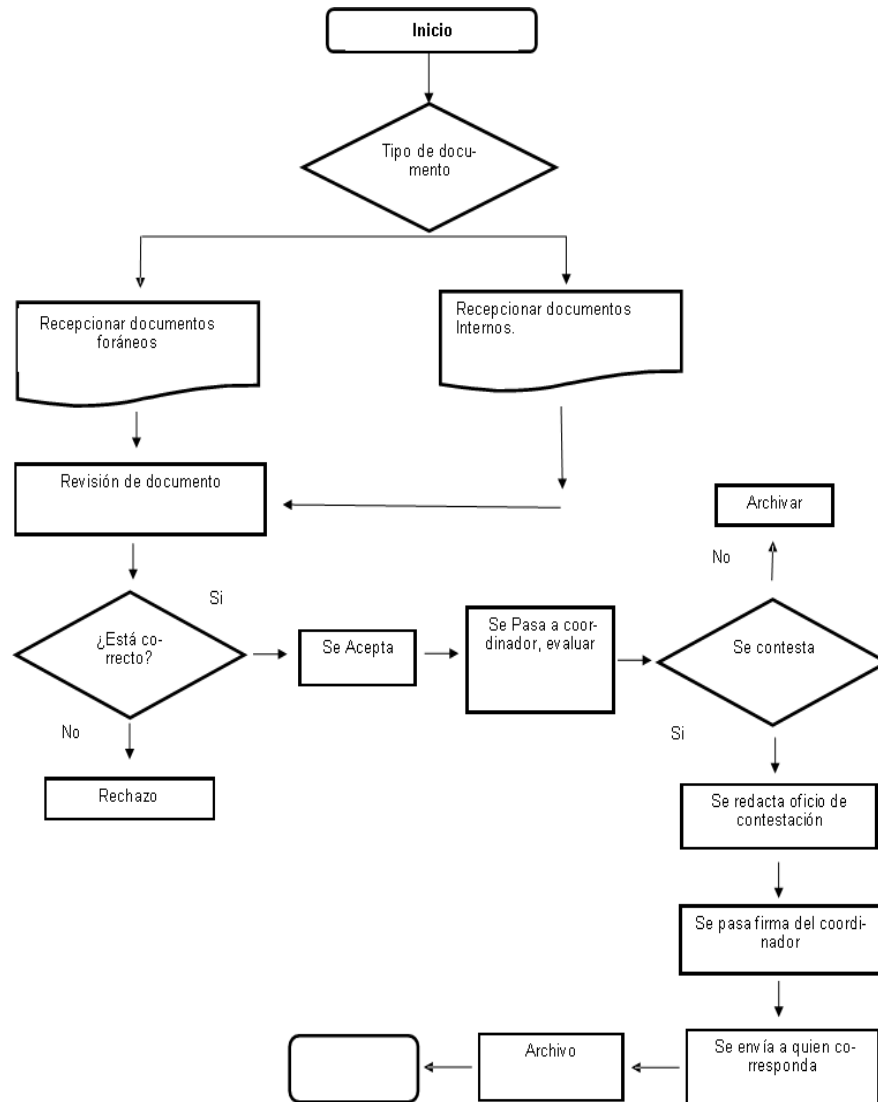 Inicio
Tipo de docu-
mento
Recepcionar documentos
foráneos
Recepcionar documentos
Internos.
Revisión de documento
Archivar
No
Si
¿Está co-
rrecto?
Se Acepta
Se Pasa a coor-
dinador, evaluar
Se contesta
No
Si
Rechazo
Se redacta oficio de
contestación
Se pasa firma del coordi-
nador
Se envía a quien co-
rresponda
Archivo